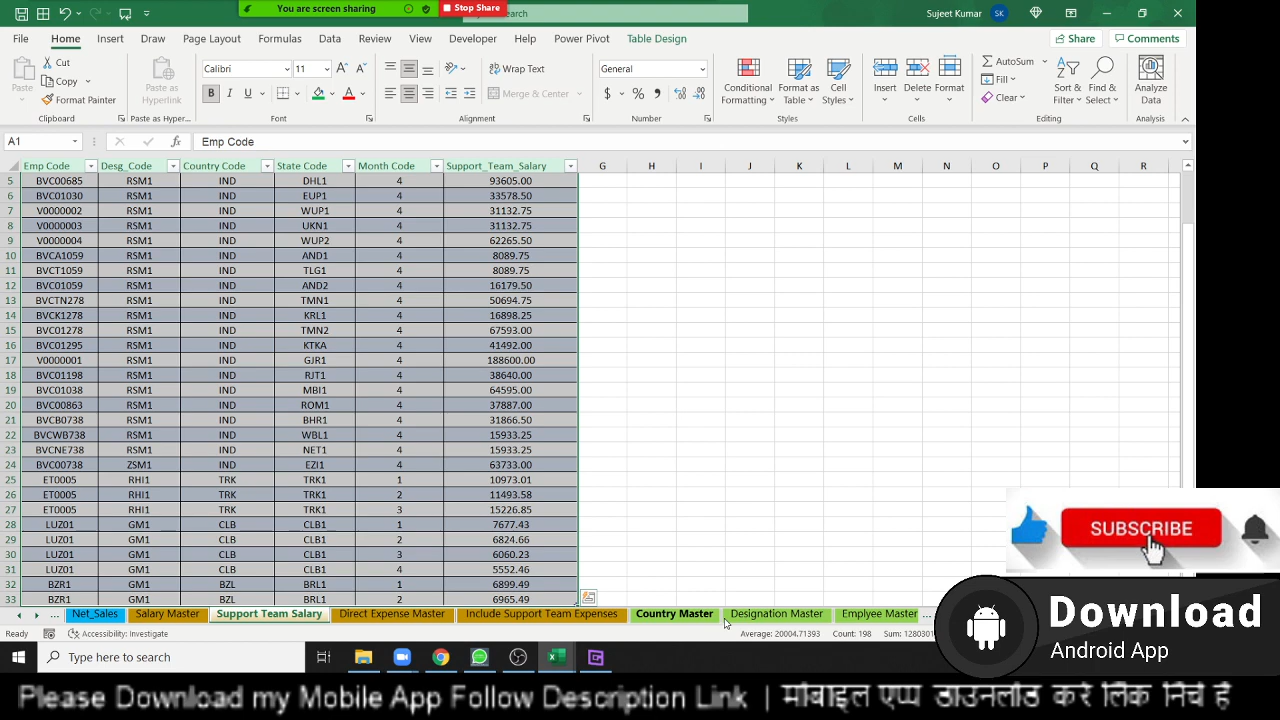 You are screen sharing
Stop Share
Search
Sujeet Kumar
SK
File
Home
Insert
Draw
Page Layout
Formulas
Data
Review
View
Developer
Help
Power Pivot
Table Design
Share
Comments
Paste
Cut
Copy
Format Painter
Clipboard
Paste as Hyperlink
Paste as Hyper...
Calibri
11
A
A
B
I
U
A
Font
Wrap Text
Merge & Center
Alignment
General
$
%
Number
Conditional Formatting
Format as Table
Cell Styles
Styles
Insert
Delete
Format
Cells
AutoSum
Fill
Clear
Sort & Filter
Find & Select
Editing
Analyze Data
Analysis
A1
fx
Emp Code
Emp Code Desg_Code Country Code State Code Month Code Support_Team_Salary G H I J K L M N O P Q R
5 BVC00685 RSM1 IND DHL1 4 93605.00
6 BVC01030 RSM1 IND EUP1 4 33578.50
7 V0000002 RSM1 IND WUP1 4 31132.75
8 V0000003 RSM1 IND UKN1 4 31132.75
9 V0000004 RSM1 IND WUP2 4 62265.50
10 BVCA1059 RSM1 IND AND1 4 8089.75
11 BVCT1059 RSM1 IND TLG1 4 8089.75
12 BVC01059 RSM1 IND AND2 4 16179.50
13 BVCTN278 RSM1 IND TMN1 4 50694.75
14 BVCK1278 RSM1 IND KRL1 4 16898.25
15 BVC01278 RSM1 IND TMN2 4 67593.00
16 BVC01295 RSM1 IND KTKA 4 41492.00
17 V0000001 RSM1 IND GJR1 4 188600.00
18 BVC01198 RSM1 IND RJT1 4 38640.00
19 BVC01038 RSM1 IND MBI1 4 64595.00
20 BVC00863 RSM1 IND ROM1 4 37887.00
21 BVCB0738 RSM1 IND BHR1 4 31866.50
22 BVCWB738 RSM1 IND WBL1 4 15933.25
23 BVCNE738 RSM1 IND NET1 4 15933.25
24 BVC00738 ZSM1 IND EZI1 4 63733.00
25 ET0005 RHI1 TRK TRK1 1 10973.01
26 ET0005 RHI1 TRK TRK1 2 11493.58
27 ET0005 RHI1 TRK TRK1 3 15226.85
28 LUZ01 GM1 CLB CLB1 1 7677.43
29 LUZ01 GM1 CLB CLB1 2 6824.66
30 LUZ01 GM1 CLB CLB1 3 6060.23
31 LUZ01 GM1 CLB CLB1 4 5552.46
32 BZR1 GM1 BZL BRL1 1 6899.49
33 BZR1 GM1 BZL BRL1 2 6965.49
SUBSCRIBE
... Net_Sales Salary Master Support Team Salary Direct Expense Master Include Support Team Expenses Country Master Designation Master Emplyee Master ...
Ready
Accessibility: Investigate
Average: 20004.71393 Count: 198
Type here to search
Download
Android App
Please Download my Mobile App Follow Description Link | मोबाइल एप्प डाउनलोड करे लिंक निचे है